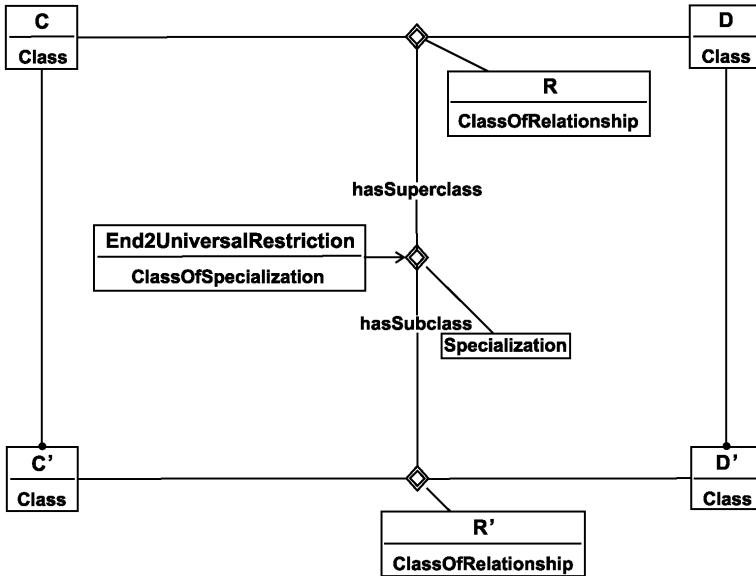 C
Class
D
Class
R
ClassOfRelationship
hasSuperclass
End2UniversalRestriction
ClassOfSpecialization
hasSubclass
Specialization
C’
Class
D’
Class
R’
ClassOfRelationship